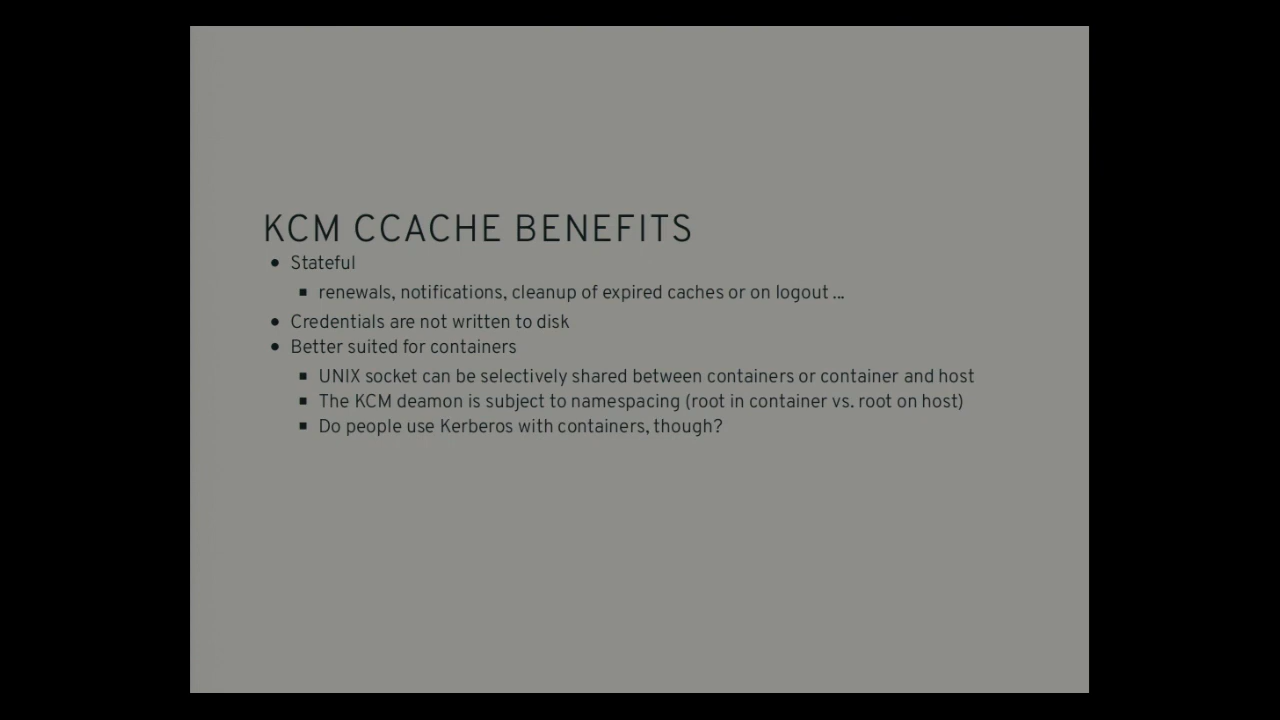 KCM CCACHE BENEFITS
Stateful
renewals, notifications, cleanup of expired caches or on logout ...
Credentials are not written to disk
Better suited for containers
UNIX socket can be selectively shared between containers or container and host
The KCM deamon is subject to namespacing (root in container vs. root on host)
Do people use Kerberos with containers, though?